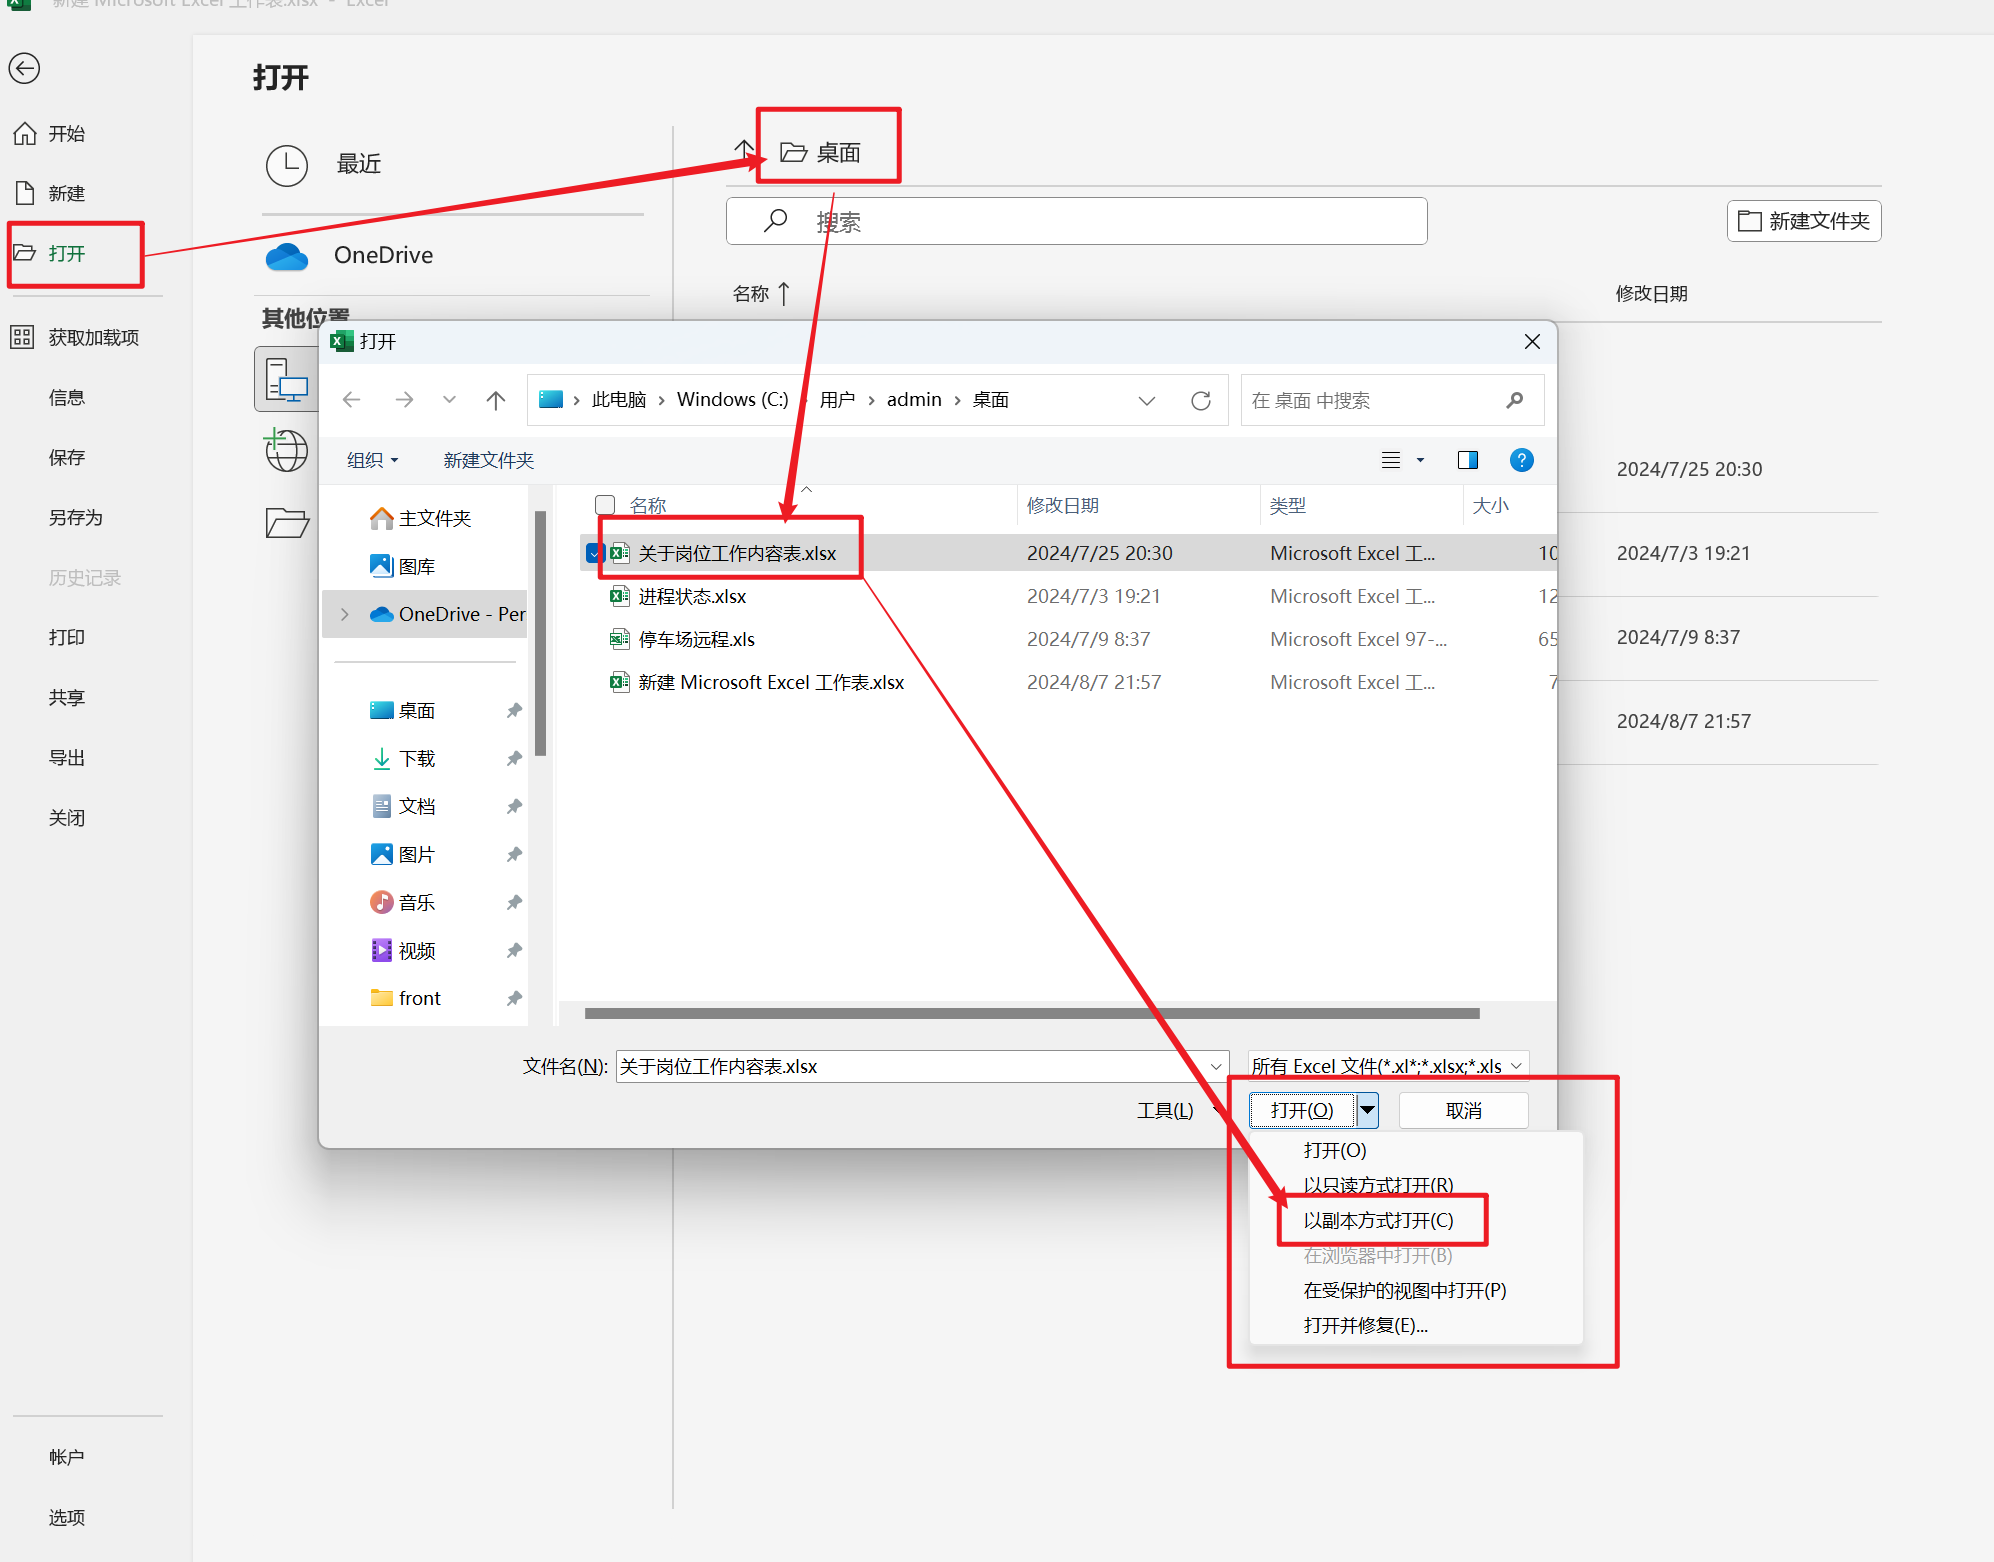 新建 Microsoft Excel 工作表.xlsx - Excel
打开
开始
新建
打开
获取加载项
信息
保存
另存为
历史记录
打印
共享
导出
关闭
帐户
选项
最近
OneDrive
其他位置
桌面
搜索
新建文件夹
名称
修改日期
2024/7/25 20:30
2024/7/3 19:21
2024/7/9 8:37
2024/8/7 21:57
打开
此电脑 › Windows (C:) › 用户 › admin › 桌面
在 桌面 中搜索
组织
新建文件夹
主文件夹
图库
OneDrive - Per
桌面
下载
文档
图片
音乐
视频
front
名称 修改日期 类型 大小
关于岗位工作内容表.xlsx 2024/7/25 20:30 Microsoft Excel 工... 10
进程状态.xlsx 2024/7/3 19:21 Microsoft Excel 工... 12
停车场远程.xls 2024/7/9 8:37 Microsoft Excel 97-... 65
新建 Microsoft Excel 工作表.xlsx 2024/8/7 21:57 Microsoft Excel 工... 7
文件名(N): 关于岗位工作内容表.xlsx
所有 Excel 文件(*.xl*;*.xlsx;*.xls
工具(L)
打开(O)
取消
打开(O)
以只读方式打开(R)
以副本方式打开(C)
在浏览器中打开(B)
在受保护的视图中打开(P)
打开并修复(E)...